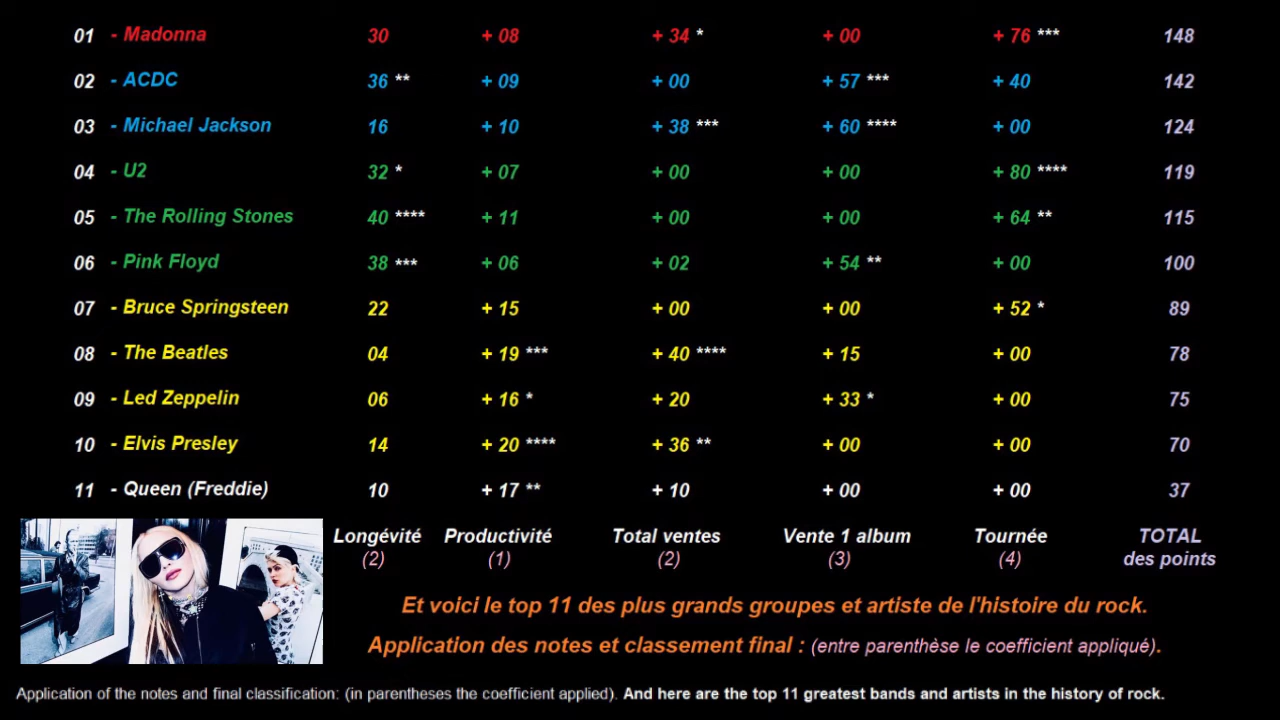 01 - Madonna 30 + 08 + 34 * + 00 + 76 *** 148
02 - ACDC 36 ** + 09 + 00 + 57 *** + 40 142
03 - Michael Jackson 16 + 10 + 38 *** + 60 **** + 00 124
04 - U2 32 * + 07 + 00 + 00 + 80 **** 119
05 - The Rolling Stones 40 **** + 11 + 00 + 00 + 64 ** 115
06 - Pink Floyd 38 *** + 06 + 02 + 54 ** + 00 100
07 - Bruce Springsteen 22 + 15 + 00 + 00 + 52 * 89
08 - The Beatles 04 + 19 *** + 40 **** + 15 + 00 78
09 - Led Zeppelin 06 + 16 * + 20 + 33 * + 00 75
10 - Elvis Presley 14 + 20 **** + 36 ** + 00 + 00 70
11 - Queen (Freddie) 10 + 17 ** + 10 + 00 + 00 37
Longévité Productivité Total ventes Vente 1 album Tournée TOTAL
(2) (1) (2) (3) (4) des points
Et voici le top 11 des plus grands groupes et artiste de l'histoire du rock.
Application des notes et classement final : (entre parenthèse le coefficient appliqué).
Application of the notes and final classification: (in parentheses the coefficient applied). And here are the top 11 greatest bands and artists in the history of rock.